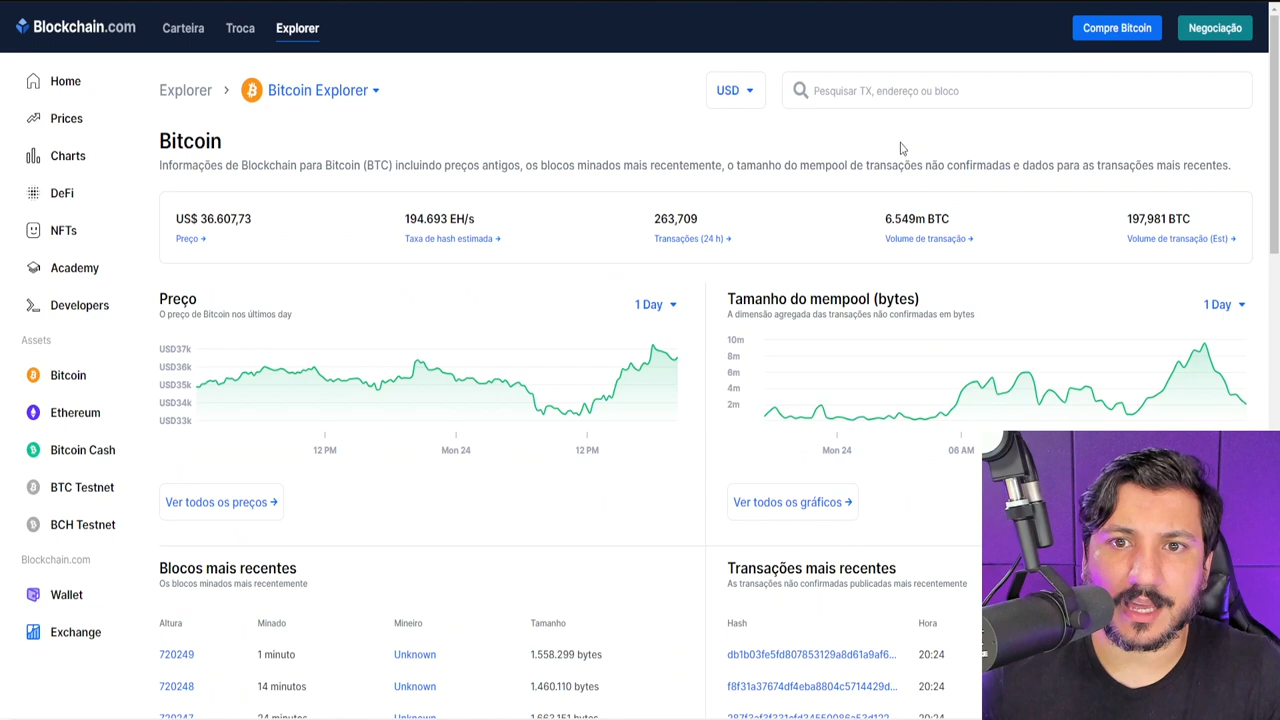 Blockchain.com
Carteira
Troca
Explorer
Compre Bitcoin
Negociação
Home
Prices
Charts
DeFi
NFTs
Academy
Developers
Assets
Bitcoin
Ethereum
Bitcoin Cash
BTC Testnet
BCH Testnet
Blockchain.com
Wallet
Exchange
Explorer > Bitcoin Explorer
USD
Pesquisar TX, endereço ou bloco
Bitcoin
Informações de Blockchain para Bitcoin (BTC) incluindo preços antigos, os blocos minados mais recentemente, o tamanho do mempool de transações não confirmadas e dados para as transações mais recentes.
US$ 36.607,73
Preço →
194.693 EH/s
Taxa de hash estimada →
263,709
Transações (24 h) →
6.549m BTC
Volume de transação →
197,981 BTC
Volume de transação (Est) →
Preço
O preço de Bitcoin nos últimos day
1 Day
USD37k
USD36k
USD35k
USD34k
USD33k
12 PM
Mon 24
12 PM
Ver todos os preços →
Tamanho do mempool (bytes)
A dimensão agregada das transações não confirmadas em bytes
1 Day
10m
8m
6m
4m
2m
Mon 24
06 AM
Ver todos os gráficos →
Blocos mais recentes
Os blocos minados mais recentemente
Altura Minado Mineiro Tamanho
720249 1 minuto Unknown 1.558.299 bytes
720248 14 minutos Unknown 1.460.110 bytes
Transações mais recentes
As transações não confirmadas publicadas mais recentemente
Hash Hora
db1b03fe5fd807853129a8d61a9af6... 20:24
f8f31a37674df4eba8804c5714429d... 20:24